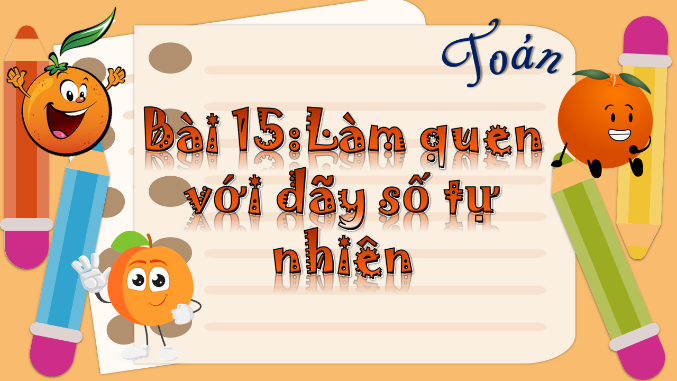 Toán
Bài 15:Làm quen
với dãy số tự
nhiên